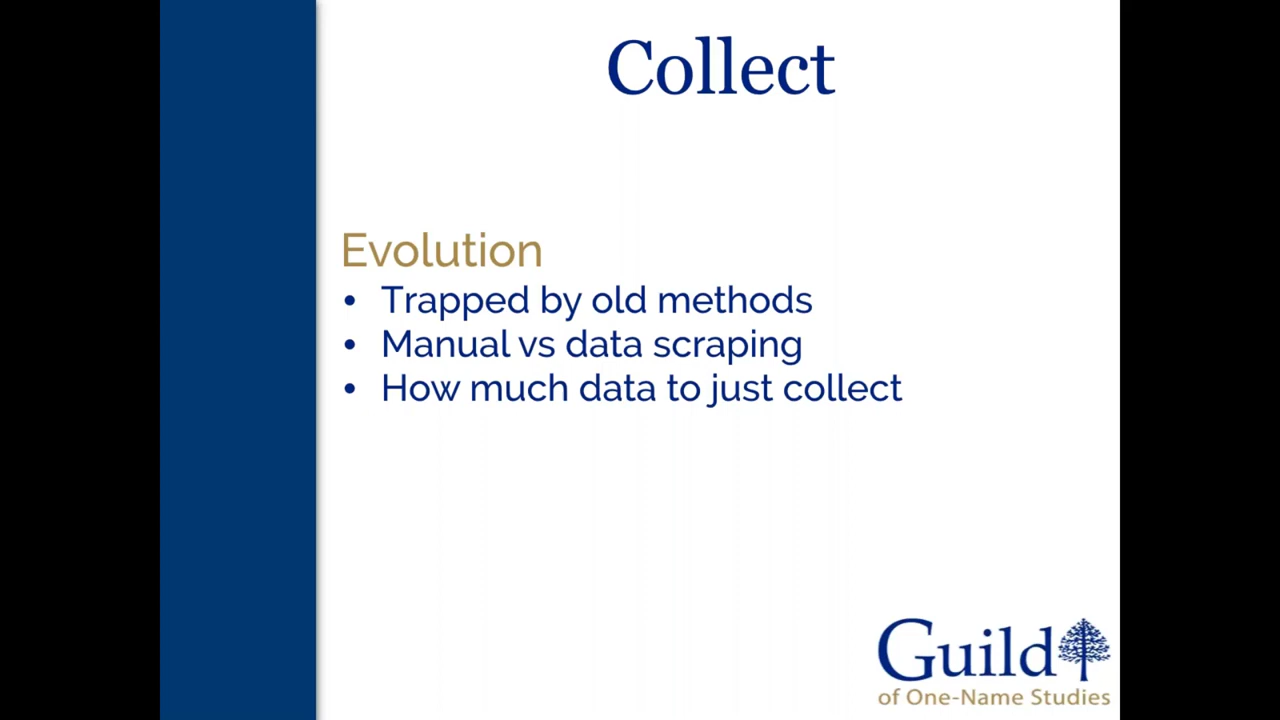 Collect
Evolution
• Trapped by old methods
• Manual vs data scraping
• How much data to just collect
Guild
of One-Name Studies